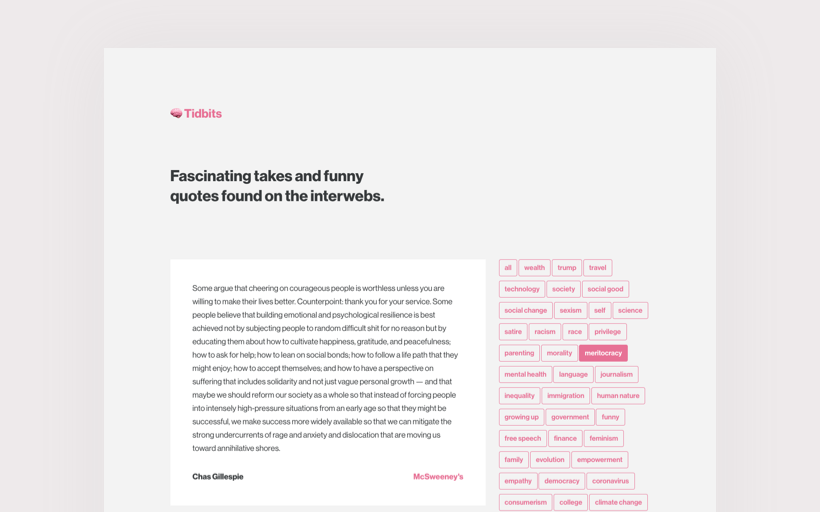 Tidbits
Fascinating takes and funny
quotes found on the interwebs.
Some argue that cheering on courageous people is worthless unless you are
willing to make their lives better. Counterpoint: thank you for your service. Some
people believe that building emotional and psychological resilience is best
achieved not by subjecting people to random difficult shit for no reason but by
educating them about how to cultivate happiness, gratitude, and peacefulness;
how to ask for help; how to lean on social bonds; how to follow a life path that they
might enjoy; how to accept themselves; and how to have a perspective on
suffering that includes solidarity and not just vague personal growth — and that
maybe we should reform our society as a whole so that instead of forcing people
into intensely high-pressure situations from an early age so that they might be
successful, we make success more widely available so that we can mitigate the
strong undercurrents of rage and anxiety and dislocation that are moving us
toward annihilative shores.
Chas Gillespie McSweeney's
all wealth trump travel
technology society social good
social change sexism self science
satire racism race privilege
parenting morality meritocracy
mental health language journalism
inequality immigration human nature
growing up government funny
free speech finance feminism
family evolution empowerment
empathy democracy coronavirus
consumerism college climate change